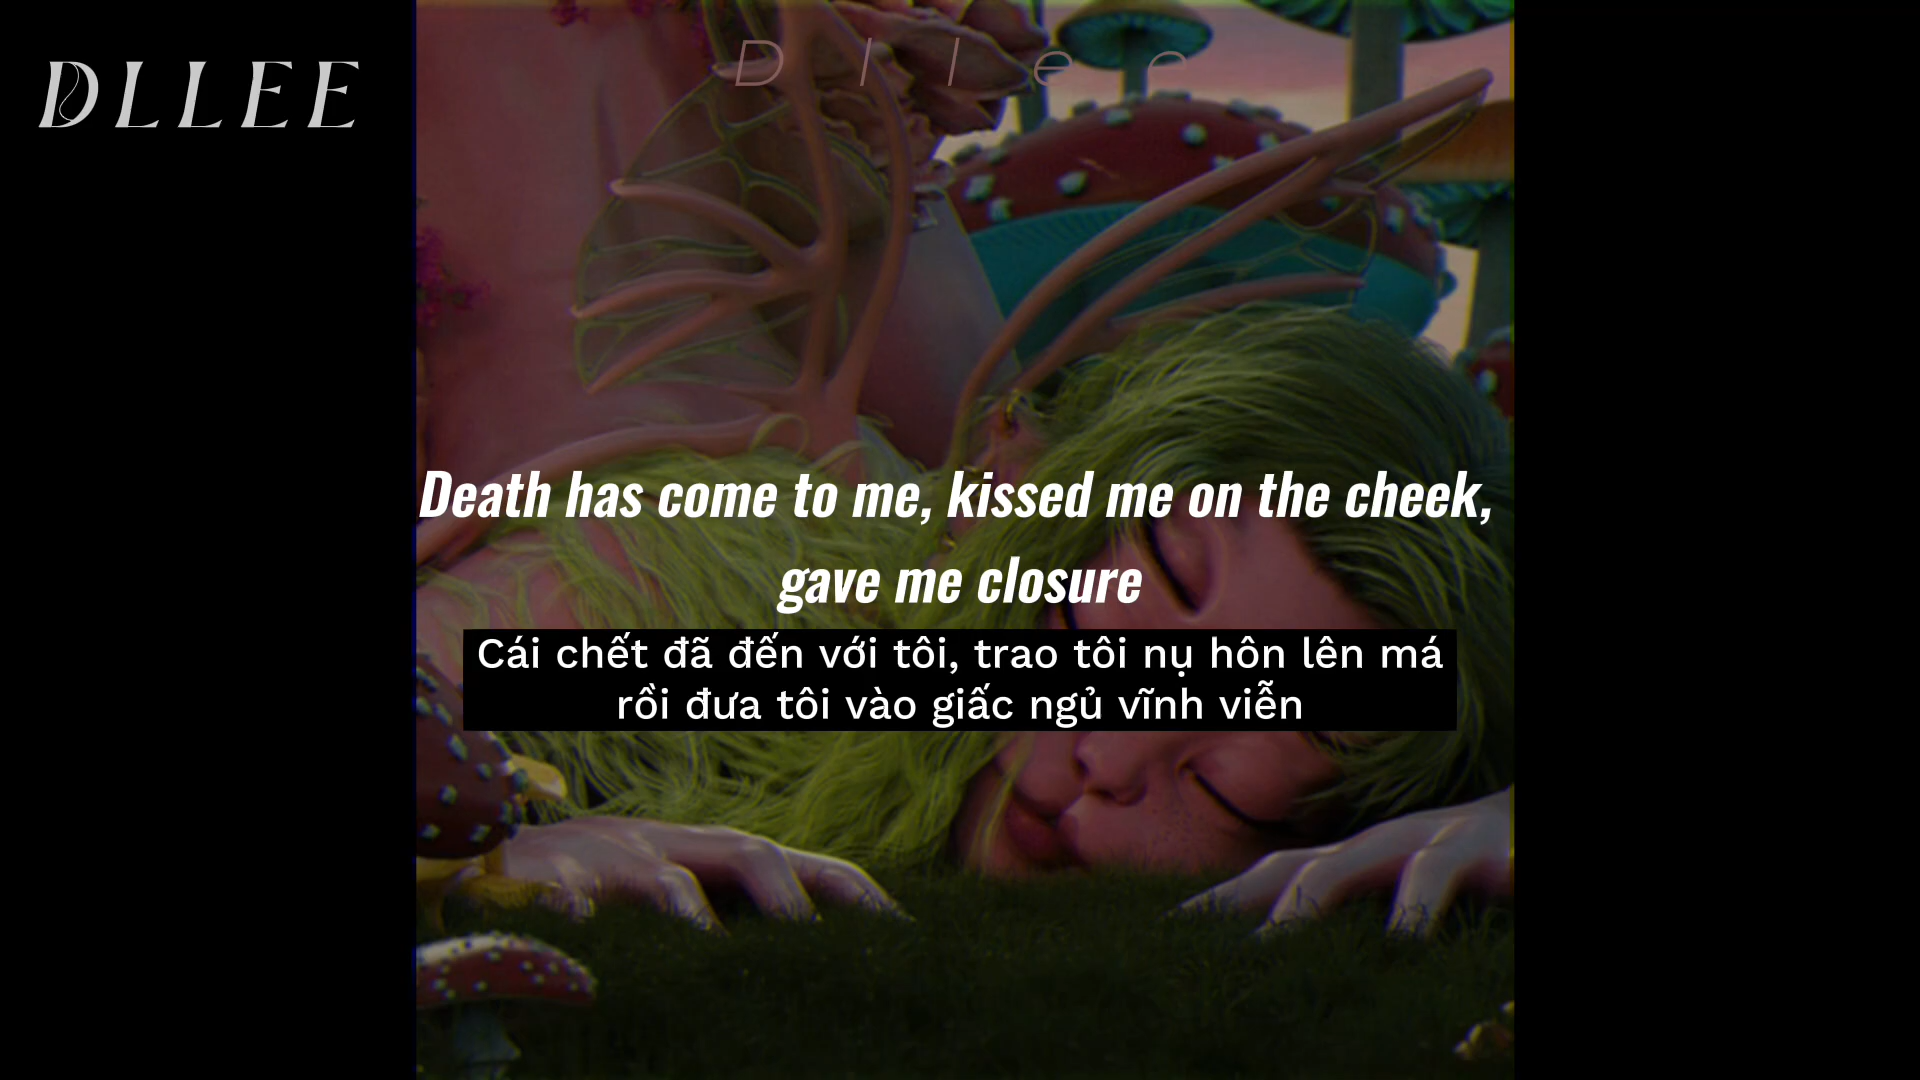 DLLEE
Dllee
Death has come to me, kissed me on the cheek,
gave me closure
Cái chết đã đến với tôi, trao tôi nụ hôn lên má
rồi đưa tôi vào giấc ngủ vĩnh viễn